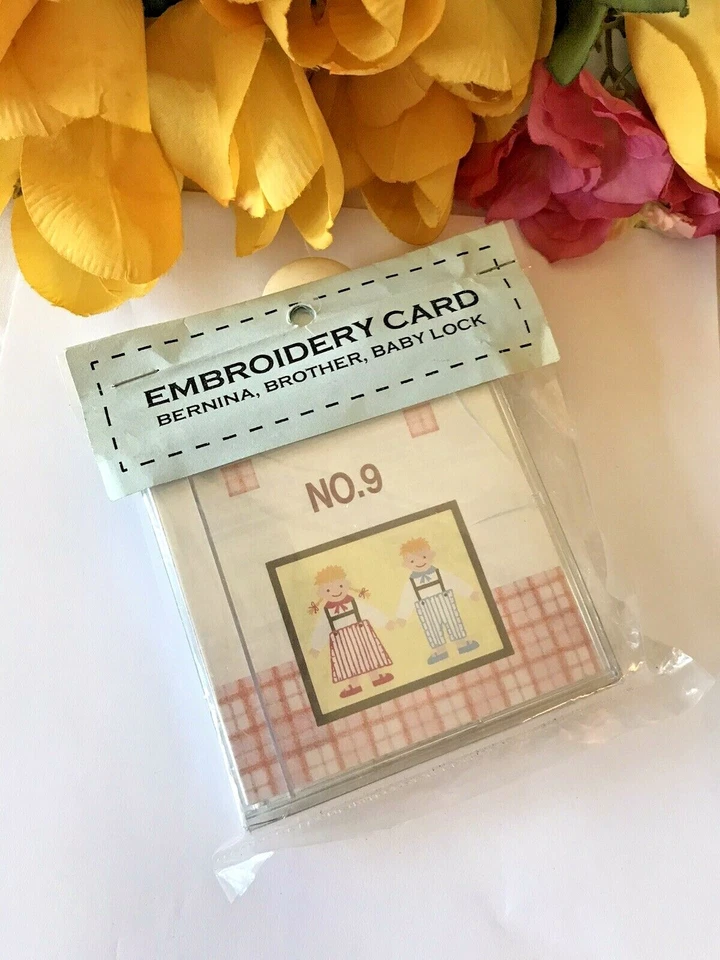 EMBROIDERY CARD
BERNINA, BROTHER, BABY LOCK
NO.9